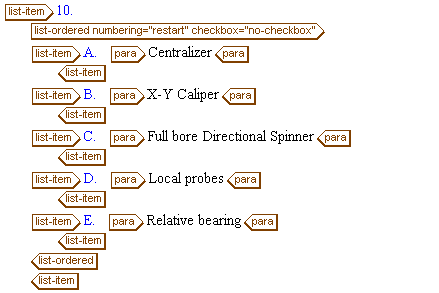 list-item 10.
list-ordered numbering="restart" checkbox="no-checkbox"
list-item A. para Centralizer para
list-item
list-item B. para X-Y Caliper para
list-item
list-item C. para Full bore Directional Spinner para
list-item
list-item D. para Local probes para
list-item
list-item E. para Relative bearing para
list-item
list-ordered
list-item